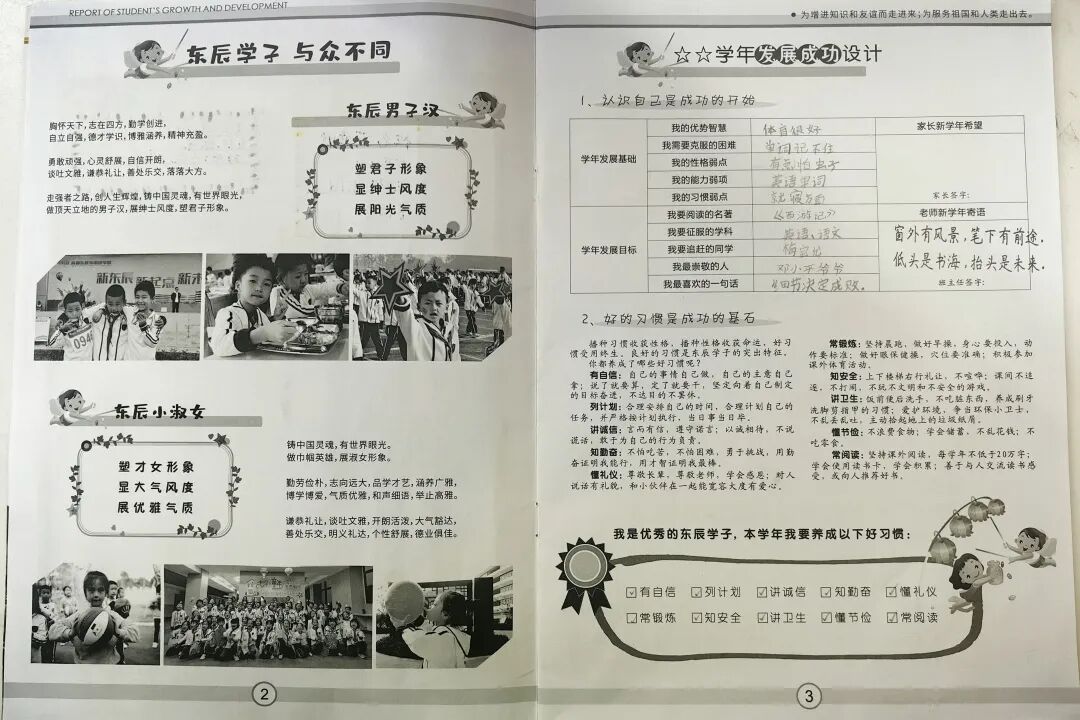 REPORT OF STUDENT'S GROWTH AND DEVELOPMENT
东辰学子 与众不同
胸怀天下,志在四方,勤学创进,
自立自强,德才学识,博雅涵养,精神充盈。
勇敢顽强,心灵舒展,自信开朗,
谈吐文雅,谦恭礼让,善处乐交,落落大方。
走强者之路,创人生辉煌,铸中国灵魂,有世界眼光,
做顶天立地的男子汉,展绅士风度,塑君子形象。
东辰男子汉
塑君子形象
显绅士风度
展阳光气质
新东辰 新起点 新未
东辰小淑女
塑才女形象
显大气风度
展优雅气质
铸中国灵魂,有世界眼光。
做巾帼英雄,展淑女形象。
勤劳俭朴,志向远大,品学才艺,涵养广雅,
博学博爱,气质优雅,和声细语,举止高雅。
谦恭礼让,谈吐文雅,开朗活泼,大气豁达,
善处乐交,明义礼达,个性舒展,德业俱佳。
2
●为增进知识和友谊而走进来;为服务祖国和人类走出去。
☆☆学年发展成功设计
1、认识自己是成功的开始
学年发展基础
我的优势智慧 体育很好
我需要克服的困难 单词记不住
我的性格弱点
我的能力弱项 英语单词
我的习惯弱点 就寝方面
家长新学年希望
家长签字:
学年发展目标
我要阅读的名著 《西游记》
我要征服的学科 英语、语文
我要追赶的同学
我最崇敬的人 邓小平爷爷
我最喜欢的一句话 细节决定成败。
老师新学年寄语
窗外有风景,笔下有前途.
低头是书海,抬头是未来.
班主任签字:
2、好的习惯是成功的基石
播种习惯收获性格,播种性格收获命运,好习
惯受用终生。良好的习惯是东辰学子的突出特征,
你都养成了哪些好习惯呢?
有自信:自己的事情自己做,自己的主意自己
拿;说了就要算,定了就要干,坚定向着自己制定
的目标奋进,不达目的不罢休。
列计划:合理安排自己的时间,合理计划自己的
任务,并严格按计划执行,当日事当日毕。
讲诚信:言而有信,遵守诺言;以诚相待,不说
谎话,敢于为自己的行为负责。
知勤奋:不怕吃苦,不怕困难,勇于挑战,用勤
奋证明我能行,用才智证明我最棒。
懂礼仪:尊敬长辈,尊敬老师,学会感恩;对人
说话有礼貌,和小伙伴在一起能宽容大度有爱心。
常锻炼:坚持晨跑,做好早操,身心要投入,动
作要标准;做好眼保健操,穴位要准确;积极参加
课外体育活动。
知安全:上下楼梯右行礼让,不喧哗;课间不追
逐,不打闹,不玩不文明和不安全的游戏。
讲卫生:饭前便后洗手,不吃脏东西,养成刷牙
洗脚剪指甲的习惯;爱护环境,争当环保小卫士,
不乱丢乱吐,主动拾起地上的垃圾纸屑。
懂节俭:不浪费食物;学会储蓄,不乱花钱;不
吃零食。
常阅读:坚持课外阅读,每学年不低于20万字;
学会使用读书卡,学会积累;善于与人交流读书感
受,或向人推荐好书。
我是优秀的东辰学子,本学年我要养成以下好习惯:
☑有自信 ☑列计划 ☑讲诚信 ☑知勤奋 ☑懂礼仪
☑常锻炼 ☑知安全 ☑讲卫生 ☑懂节俭 ☑常阅读
3